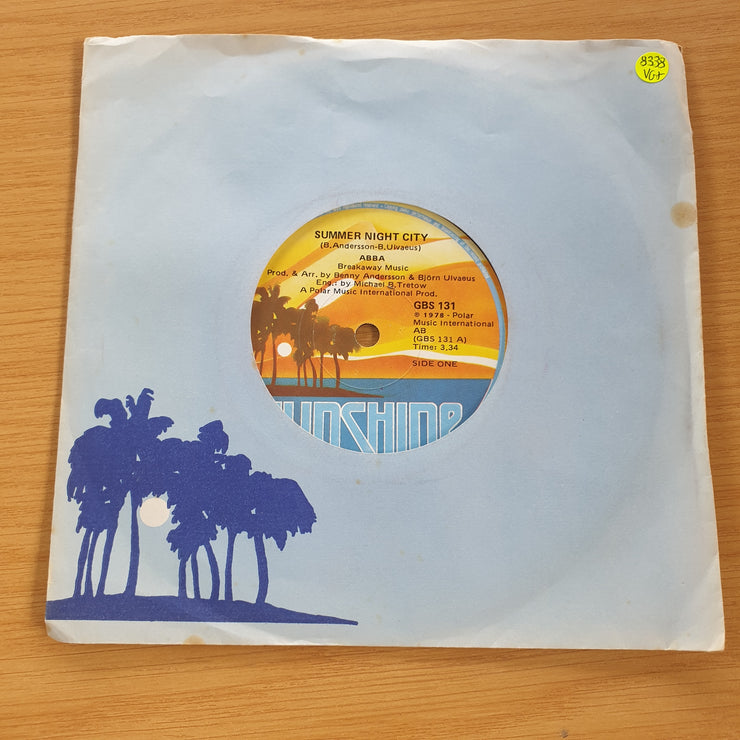 8338
VG+
SUMMER NIGHT CITY
(B.Andersson-B.Ulvaeus)
ABBA
Breakaway Music
Prod. & Arr. by Benny Andersson & Björn Ulvaeus
Eng.: by Michael B.Tretow
A Polar Music International Prod.
GBS 131
℗ 1978 - Polar
Music International
AB
(GBS 131 A)
Time: 3,34
SIDE ONE
SUNSHINE